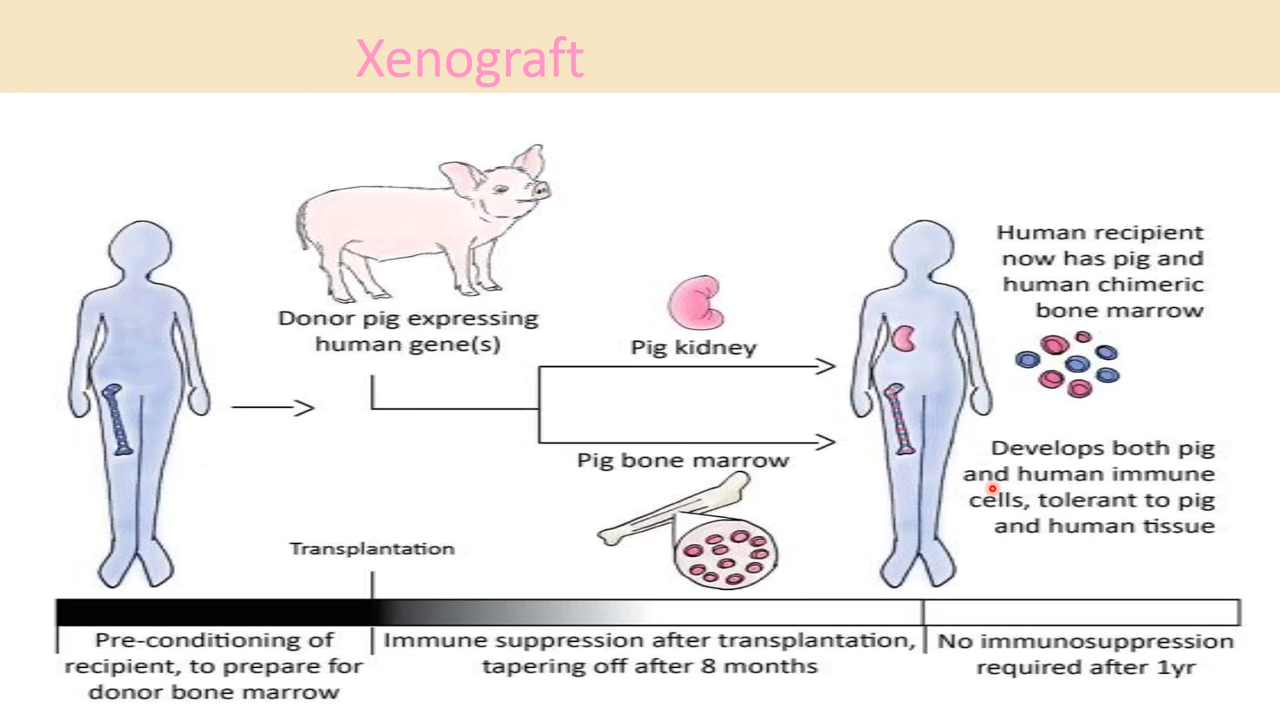 Xenograft
Human recipient
now has pig and
human chimeric
bone marrow
Donor pig expressing
human gene(s)
Pig kidney
Pig bone marrow
Develops both pig
and human immune
cells, tolerant to pig
and human tissue
Transplantation
Pre-conditioning of
recipient, to prepare for
donor bone marrow
Immune suppression after transplantation,
tapering off after 8 months
No immunosuppression
required after 1yr